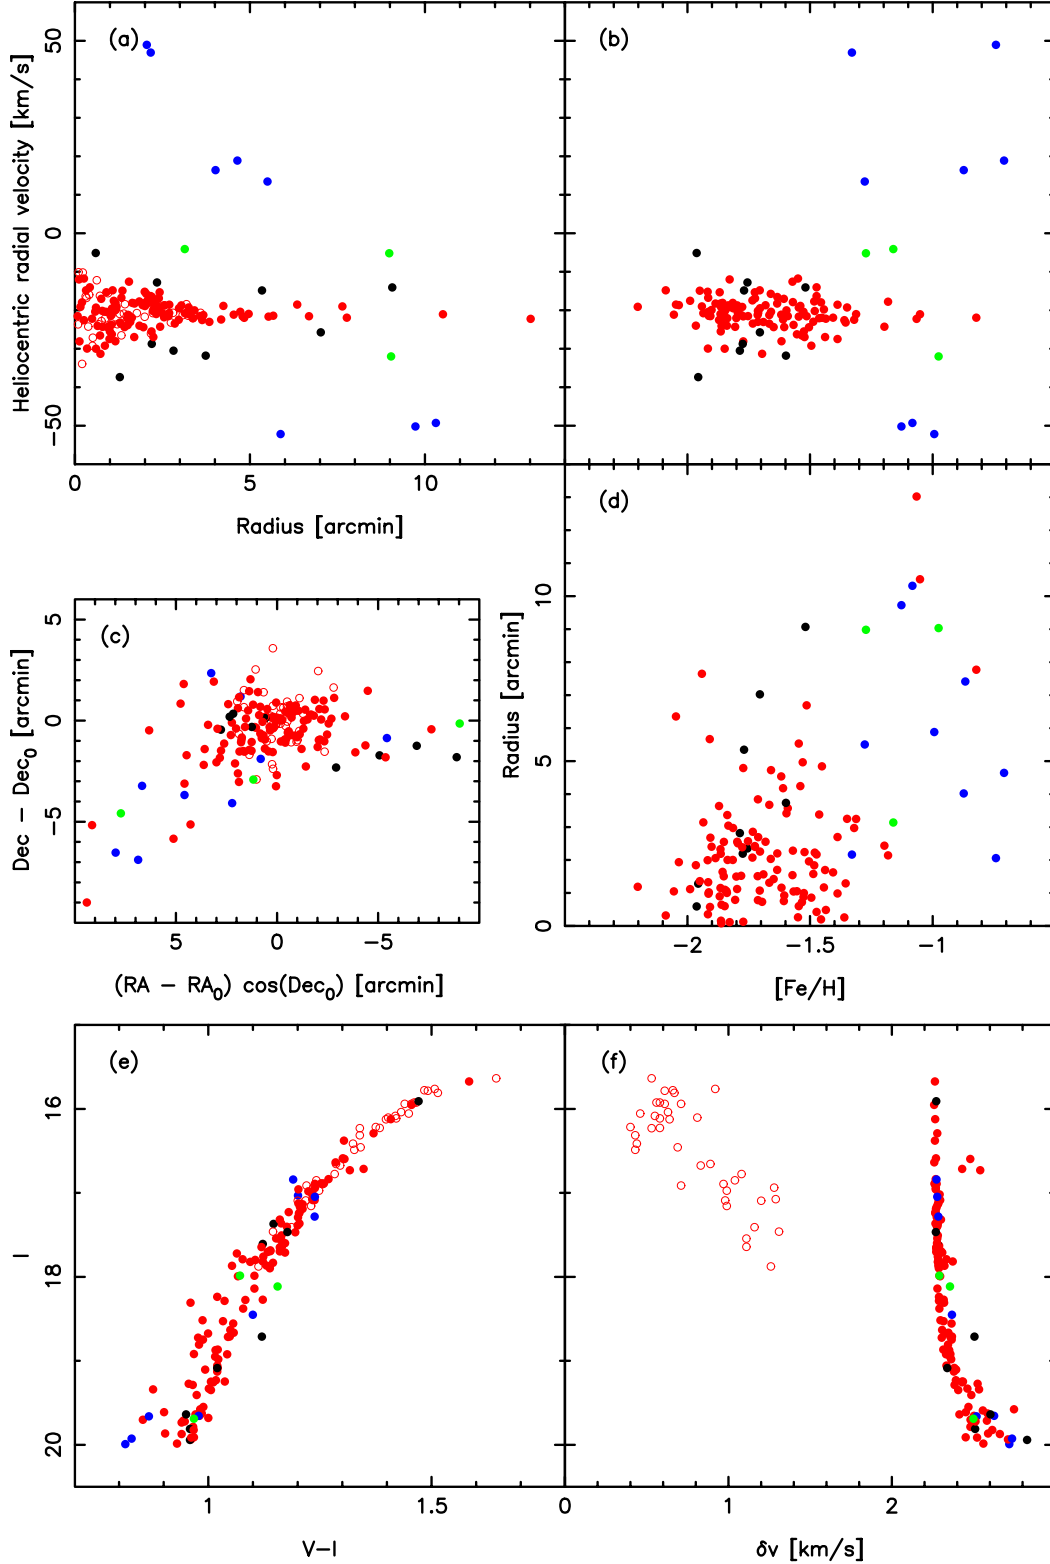 (a)
(b)
50
0
−50
Heliocentric radial velocity [km/s]
0
5
10
Radius [arcmin]
(c)
5
0
−5
Dec − Dec₀ [arcmin]
5
0
−5
(RA − RA₀) cos(Dec₀) [arcmin]
(d)
10
5
0
Radius [arcmin]
−2
−1.5
−1
[Fe/H]
(e)
16
18
20
I
1
1.5
V−I
(f)
0
1
2
δv [km/s]